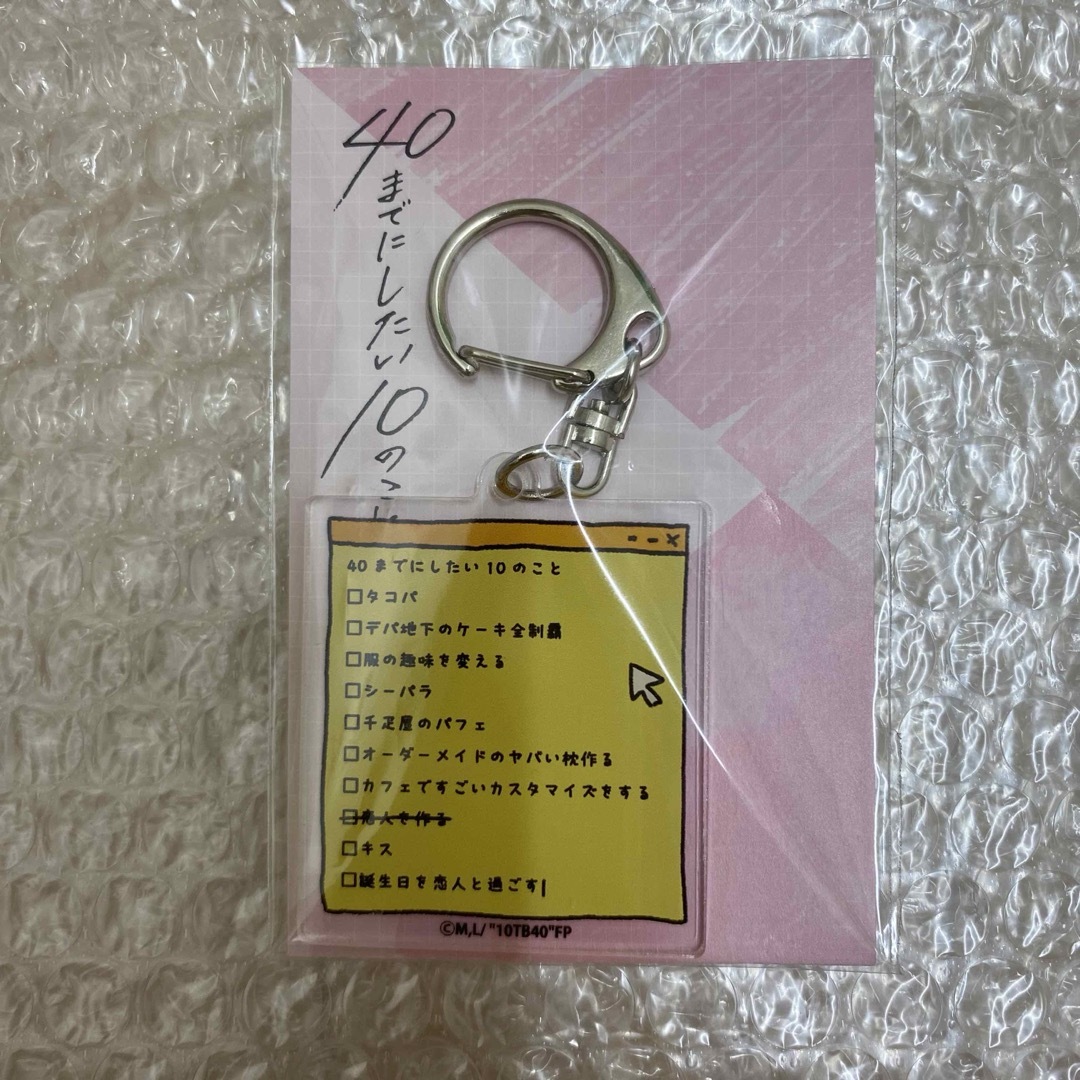 40までにしたい10のこ
40までにしたい10のこと
□タコパ
□デパ地下のケーキ全制覇
□服の趣味を変える
□シーパラ
□千疋屋のパフェ
□オーダーメイドのヤバい枕作る
□カフェですごいカスタマイズをする
□恋人を作る
□キス
□誕生日を恋人と過ごす
©M,L/ "10TB40"FP